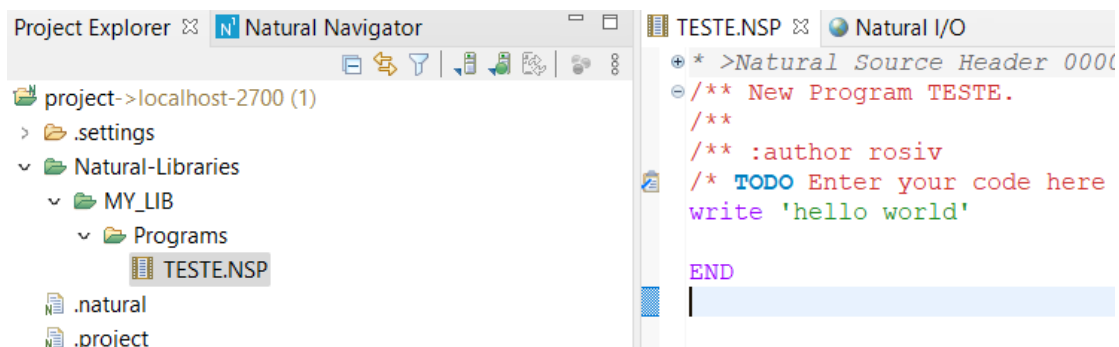 Project Explorer
Natural Navigator
project->localhost-2700 (1)
.settings
Natural-Libraries
MY_LIB
Programs
TESTE.NSP
.natural
.project
TESTE.NSP
Natural I/O
* >Natural Source Header 0000
/** New Program TESTE.
/**
/** :author rosiv
/* TODO Enter your code here
write 'hello world'
END